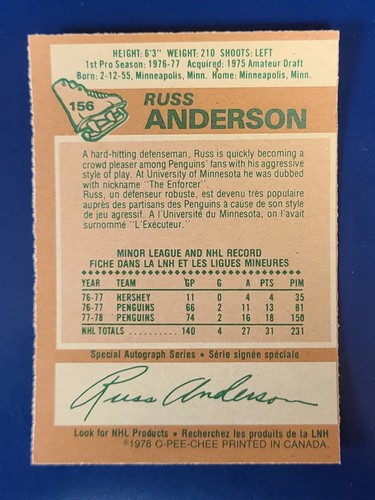 HEIGHT: 6'3" WEIGHT: 210 SHOOTS: LEFT
1st Pro Season: 1976-77 Acquired: 1975 Amateur Draft
Born: 2-12-55, Minneapolis, Minn. Home: Minneapolis, Minn.
156
RUSS
ANDERSON
A hard-hitting defenseman, Russ is quickly becoming a
crowd pleaser among Penguins' fans with his aggressive
style of play. At University of Minnesota he was dubbed
with nickname "The Enforcer".
Russ, un défenseur robuste, est devenu très populaire
auprès des partisans des Penguins à cause de son style
de jeu agressif. A l'Université du Minnesota, on l'avait
surnommé "L'Exécuteur."
MINOR LEAGUE AND NHL RECORD
FICHE DANS LA LNH ET LES LIGUES MINEURES
YEAR TEAM GP G A PTS PIM
76-77 HERSHEY 11 0 4 4 35
76-77 PENGUINS 66 2 11 13 81
77-78 PENGUINS 74 2 16 18 150
NHL TOTALS 140 4 27 31 231
Special Autograph Series • Série signée spéciale
Russ Anderson
Look for NHL Products • Recherchez les produits de la LNH
©1978 O-PEE-CHEE PRINTED IN CANADA.